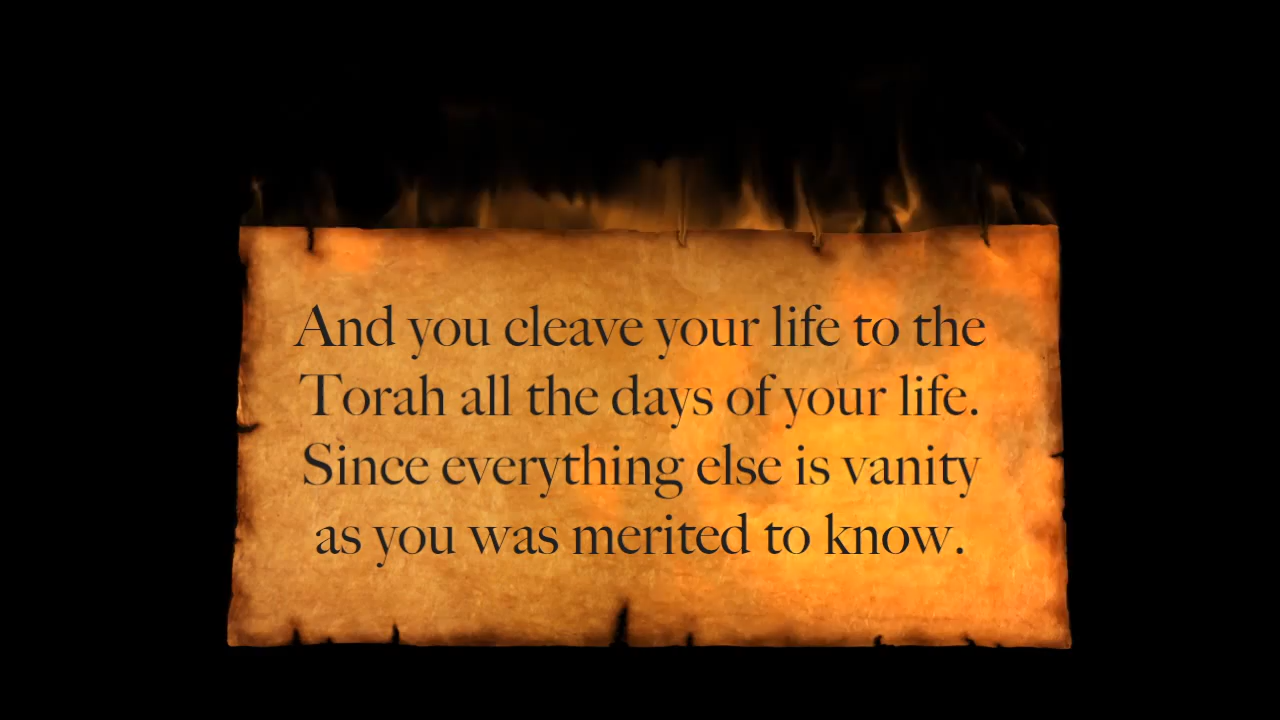 And you cleave your life to the
Torah all the days of your life.
Since everything else is vanity
as you was merited to know.